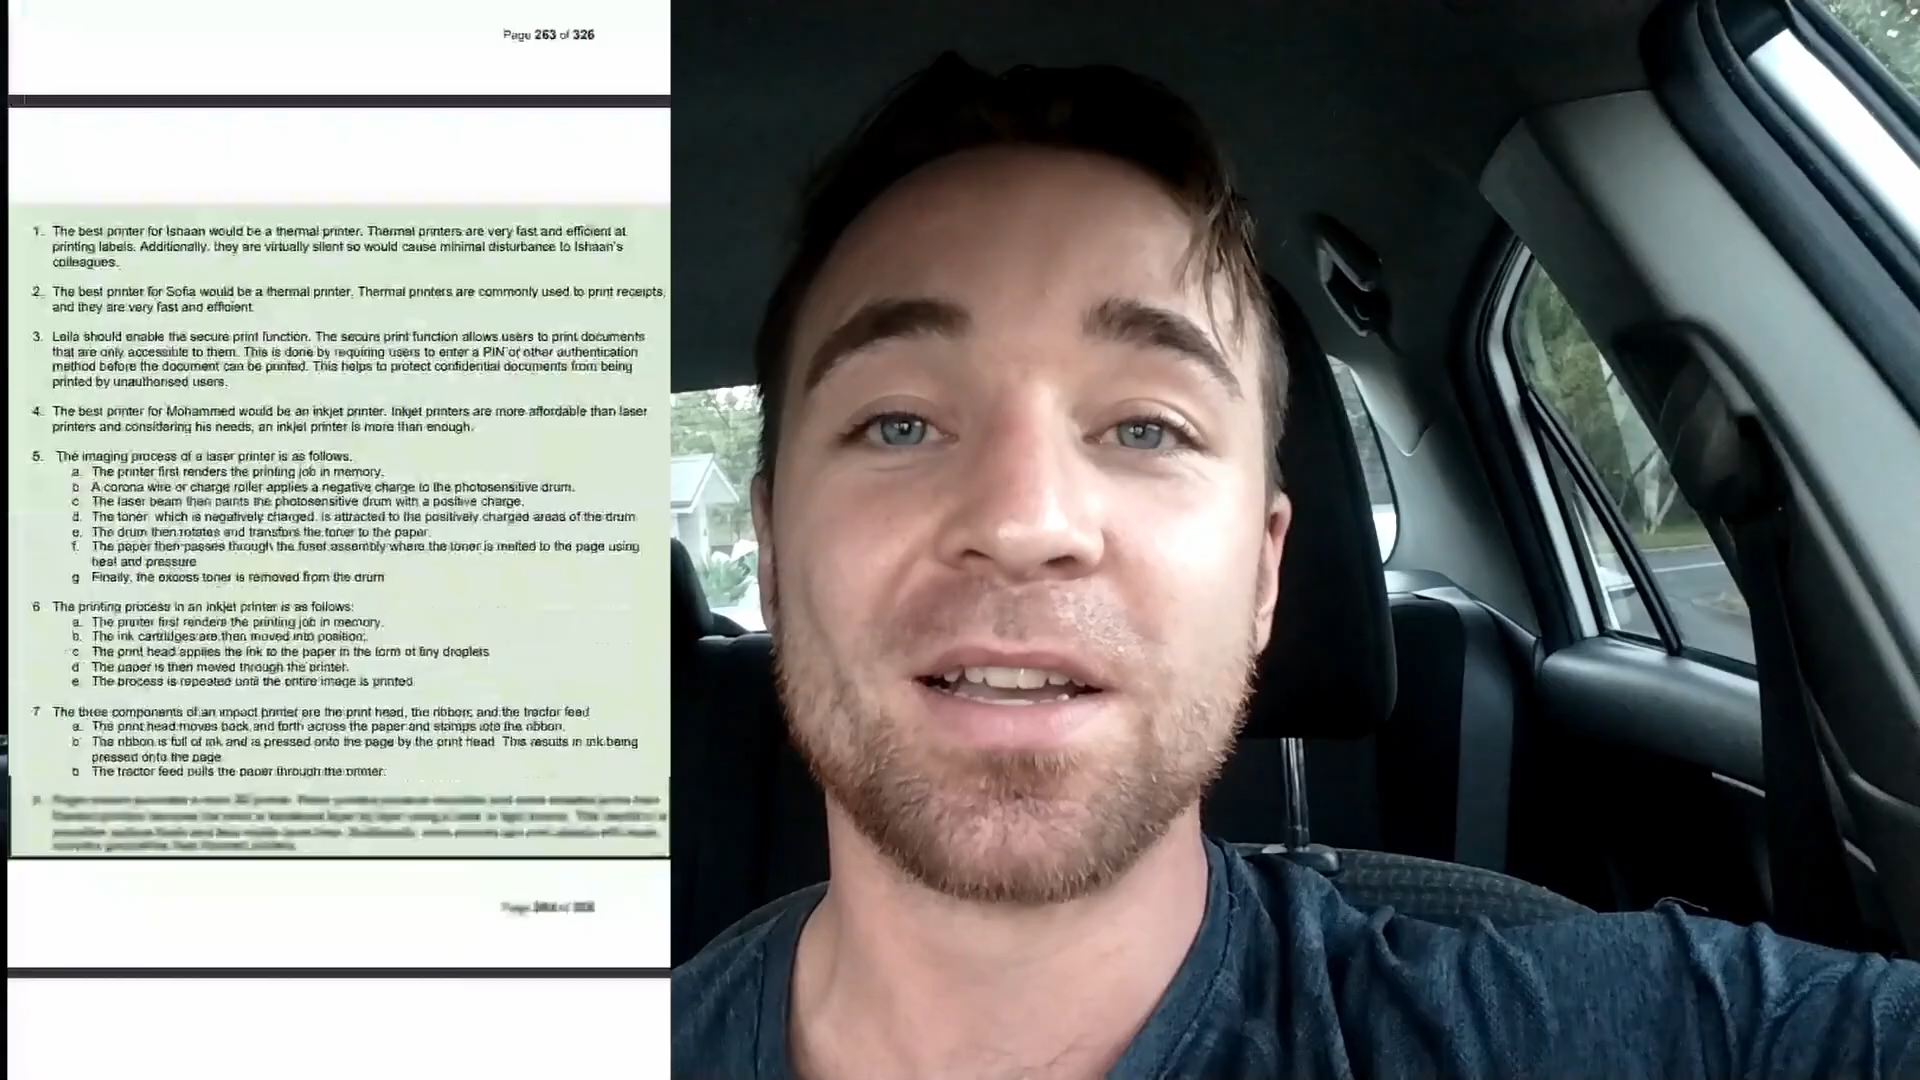 Page 263 of 326
1. The best printer for Ishaan would be a thermal printer. Thermal printers are very fast and efficient at
printing labels. Additionally, they are virtually silent so would cause minimal disturbance to Ishaan's
colleagues.
2. The best printer for Sofia would be a thermal printer. Thermal printers are commonly used to print receipts,
and they are very fast and efficient.
3. Leila should enable the secure print function. The secure print function allows users to print documents
that are only accessible to them. This is done by requiring users to enter a PIN or other authentication
method before the document can be printed. This helps to protect confidential documents from being
printed by unauthorised users.
4. The best printer for Mohammed would be an inkjet printer. Inkjet printers are more affordable than laser
printers and considering his needs, an inkjet printer is more than enough.
5. The imaging process of a laser printer is as follows.
a. The printer first renders the printing job in memory.
b. A corona wire or charge roller applies a negative charge to the photosensitive drum.
c. The laser beam then paints the photosensitive drum with a positive charge.
d. The toner, which is negatively charged, is attracted to the positively charged areas of the drum
e. The drum then rotates and transfers the toner to the paper.
f. The paper then passes through the fuser assembly where the toner is melted to the page using
heat and pressure
g. Finally, the excess toner is removed from the drum
6. The printing process in an inkjet printer is as follows:
a. The printer first renders the printing job in memory.
b. The ink cartridges are then moved into position.
c. The print head applies the ink to the paper in the form of tiny droplets
d. The paper is then moved through the printer.
e. The process is repeated until the entire image is printed
7. The three components of an impact printer are the print head, the ribbon, and the tractor feed
a. The print head moves back and forth across the paper and stamps into the ribbon.
b. The ribbon is full of ink and is pressed onto the page by the print head. This results in ink being
pressed onto the page
b. The tractor feed pulls the paper through the printer.